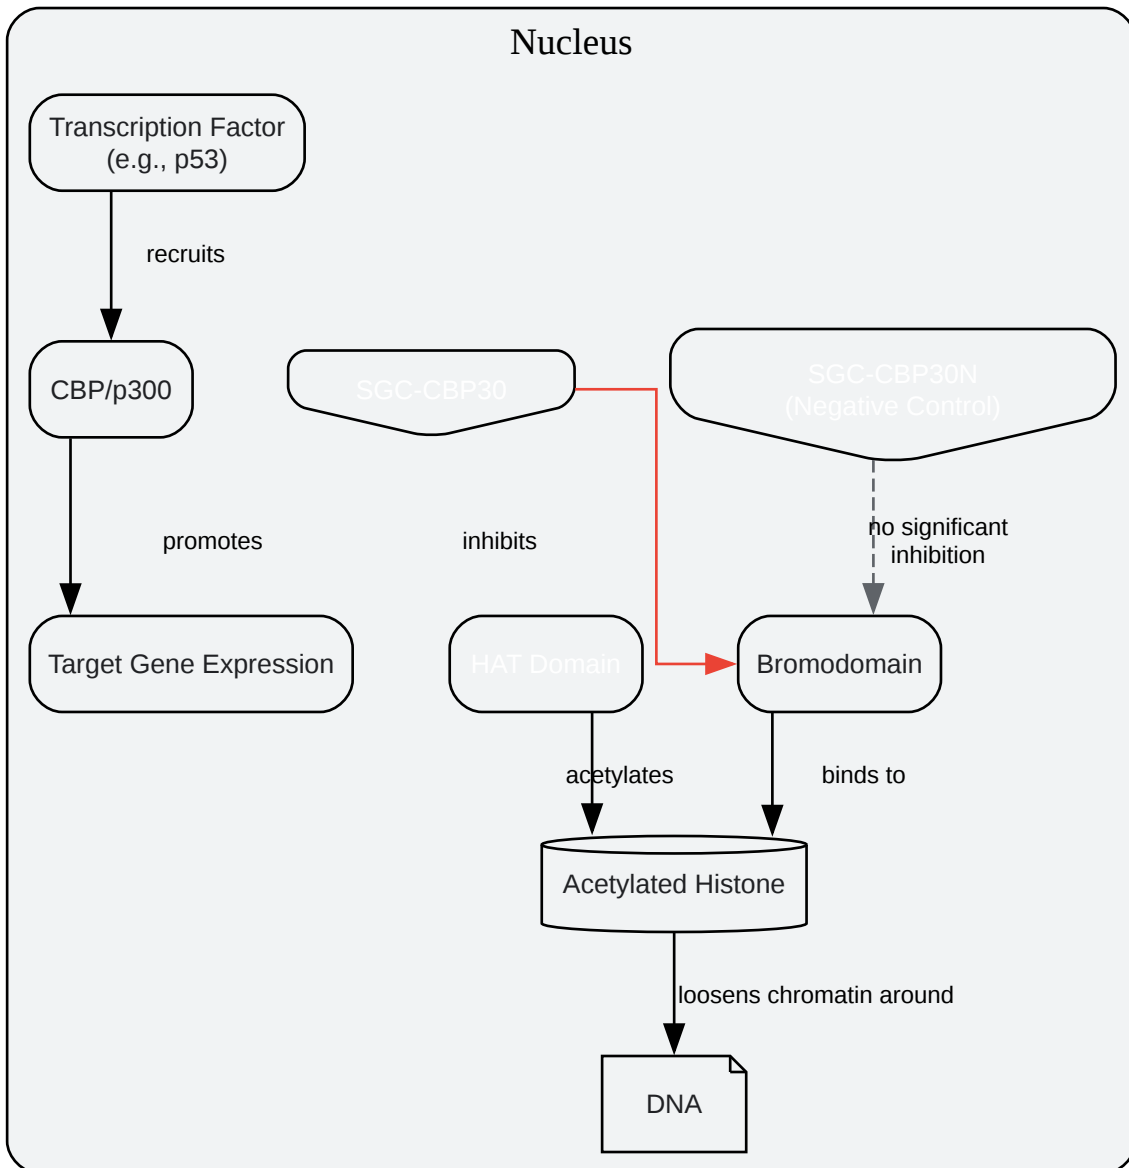 Nucleus
Transcription Factor
(e.g., p53)
recruits
CBP/p300
SGC-CBP30
SGC-CBP30N
(Negative Control)
promotes
inhibits
no significant
inhibition
Target Gene Expression
HAT Domain
Bromodomain
acetylates
binds to
Acetylated Histone
loosens chromatin around
DNA